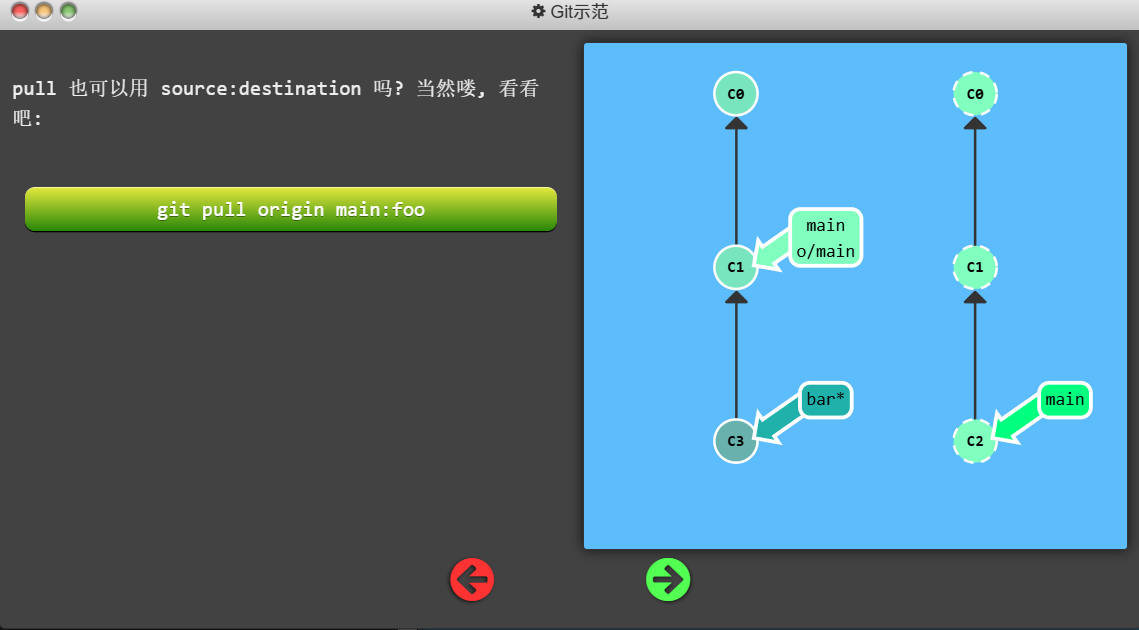 Git示范
pull 也可以用 source:destination 吗? 当然喽, 看看
吧:
git pull origin main:foo
C0
C0
main
o/main
C1
C1
bar*
main
C3
C2